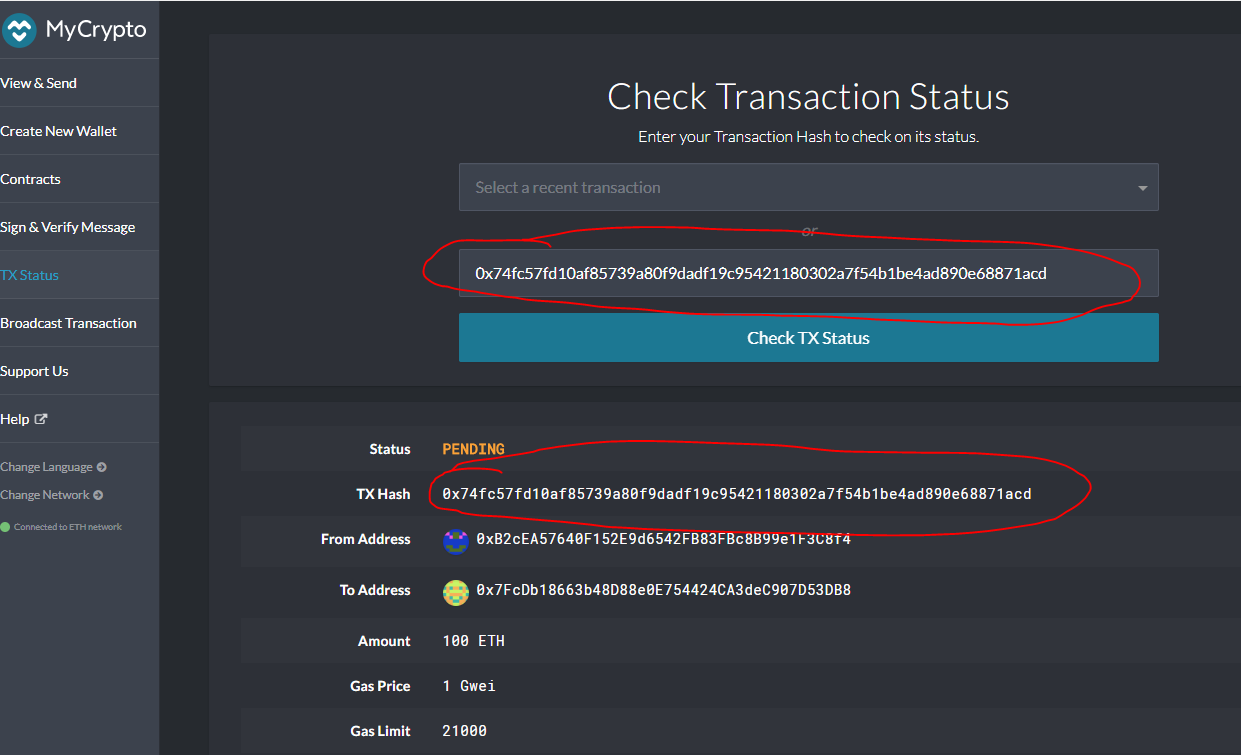 MyCrypto
View & Send
Create New Wallet
Contracts
Sign & Verify Message
TX Status
Broadcast Transaction
Support Us
Help
Change Language
Change Network
Connected to ETH network
Check Transaction Status
Enter your Transaction Hash to check on its status.
Select a recent transaction
or
0x74fc57fd10af85739a80f9dadf19c95421180302a7f54b1be4ad890e68871acd
Check TX Status
Status PENDING
TX Hash 0x74fc57fd10af85739a80f9dadf19c95421180302a7f54b1be4ad890e68871acd
From Address 0xB2cEA57640F152E9d6542FB83FBc8B99e1F3C8f4
To Address 0x7FcDb18663b48D88e0E754424CA3deC907D53DB8
Amount 100 ETH
Gas Price 1 Gwei
Gas Limit 21000